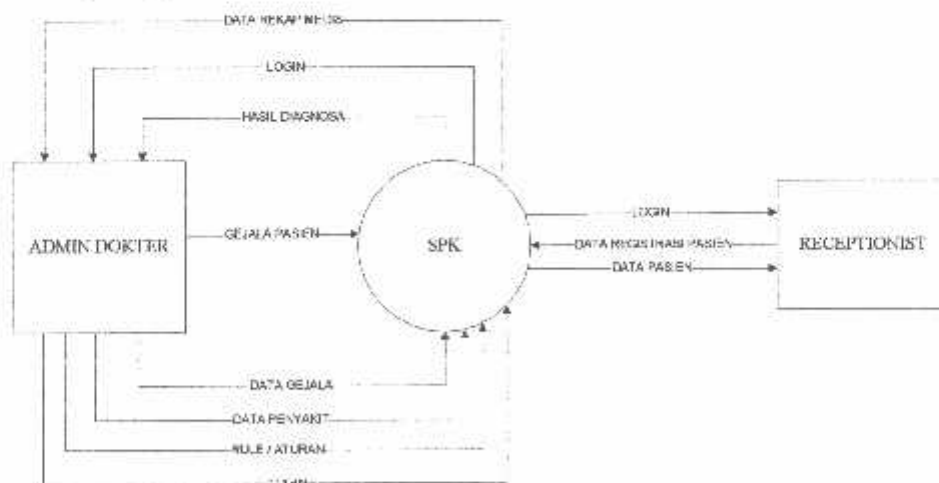 DATA REKAP MEDIS
LOGIN
HASIL DIAGNOSA
ADMIN DOKTER
GEJALA PASIEN
SPK
LOGIN
DATA REGISTRASI PASIEN
DATA PASIEN
RECEPTIONIST
DATA GEJALA
DATA PENYAKIT
RULE / ATURAN